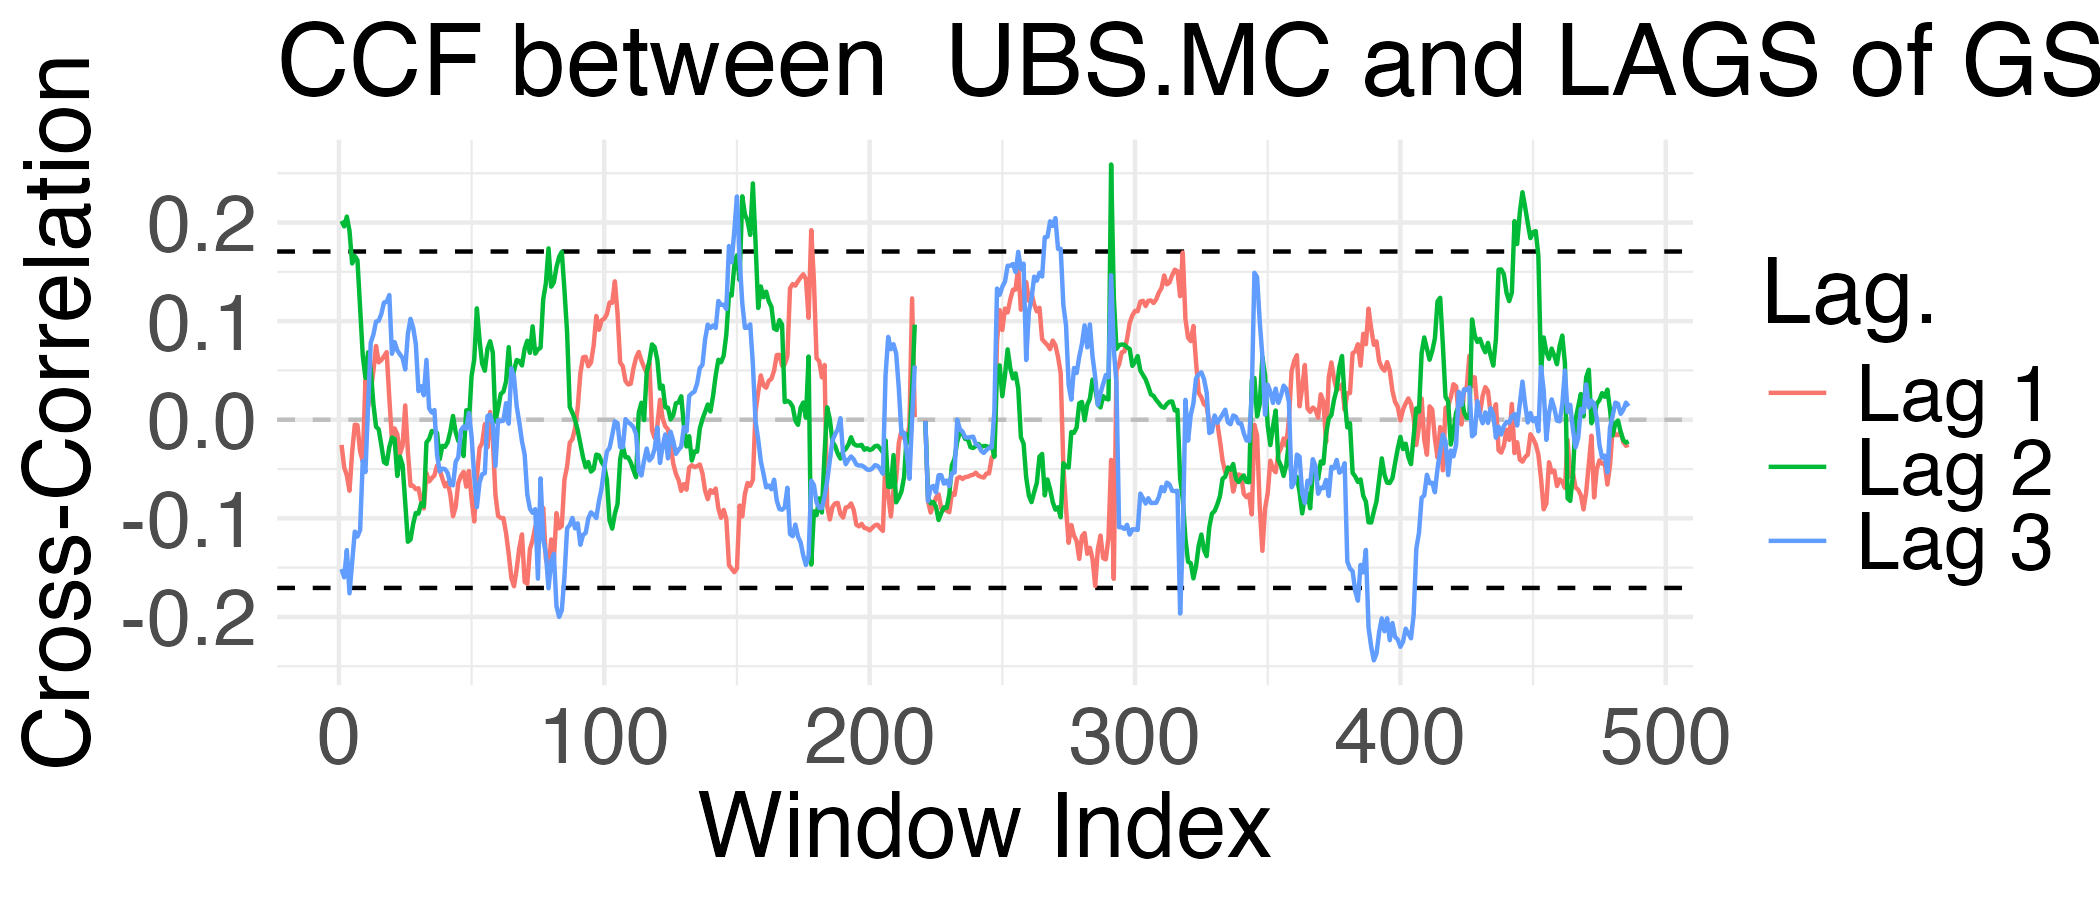 CCF between UBS.MC and LAGS of GS
Cross-Correlation
0.2
0.1
0.0
-0.1
-0.2
0 100 200 300 400 500
Window Index
Lag.
Lag 1
Lag 2
Lag 3